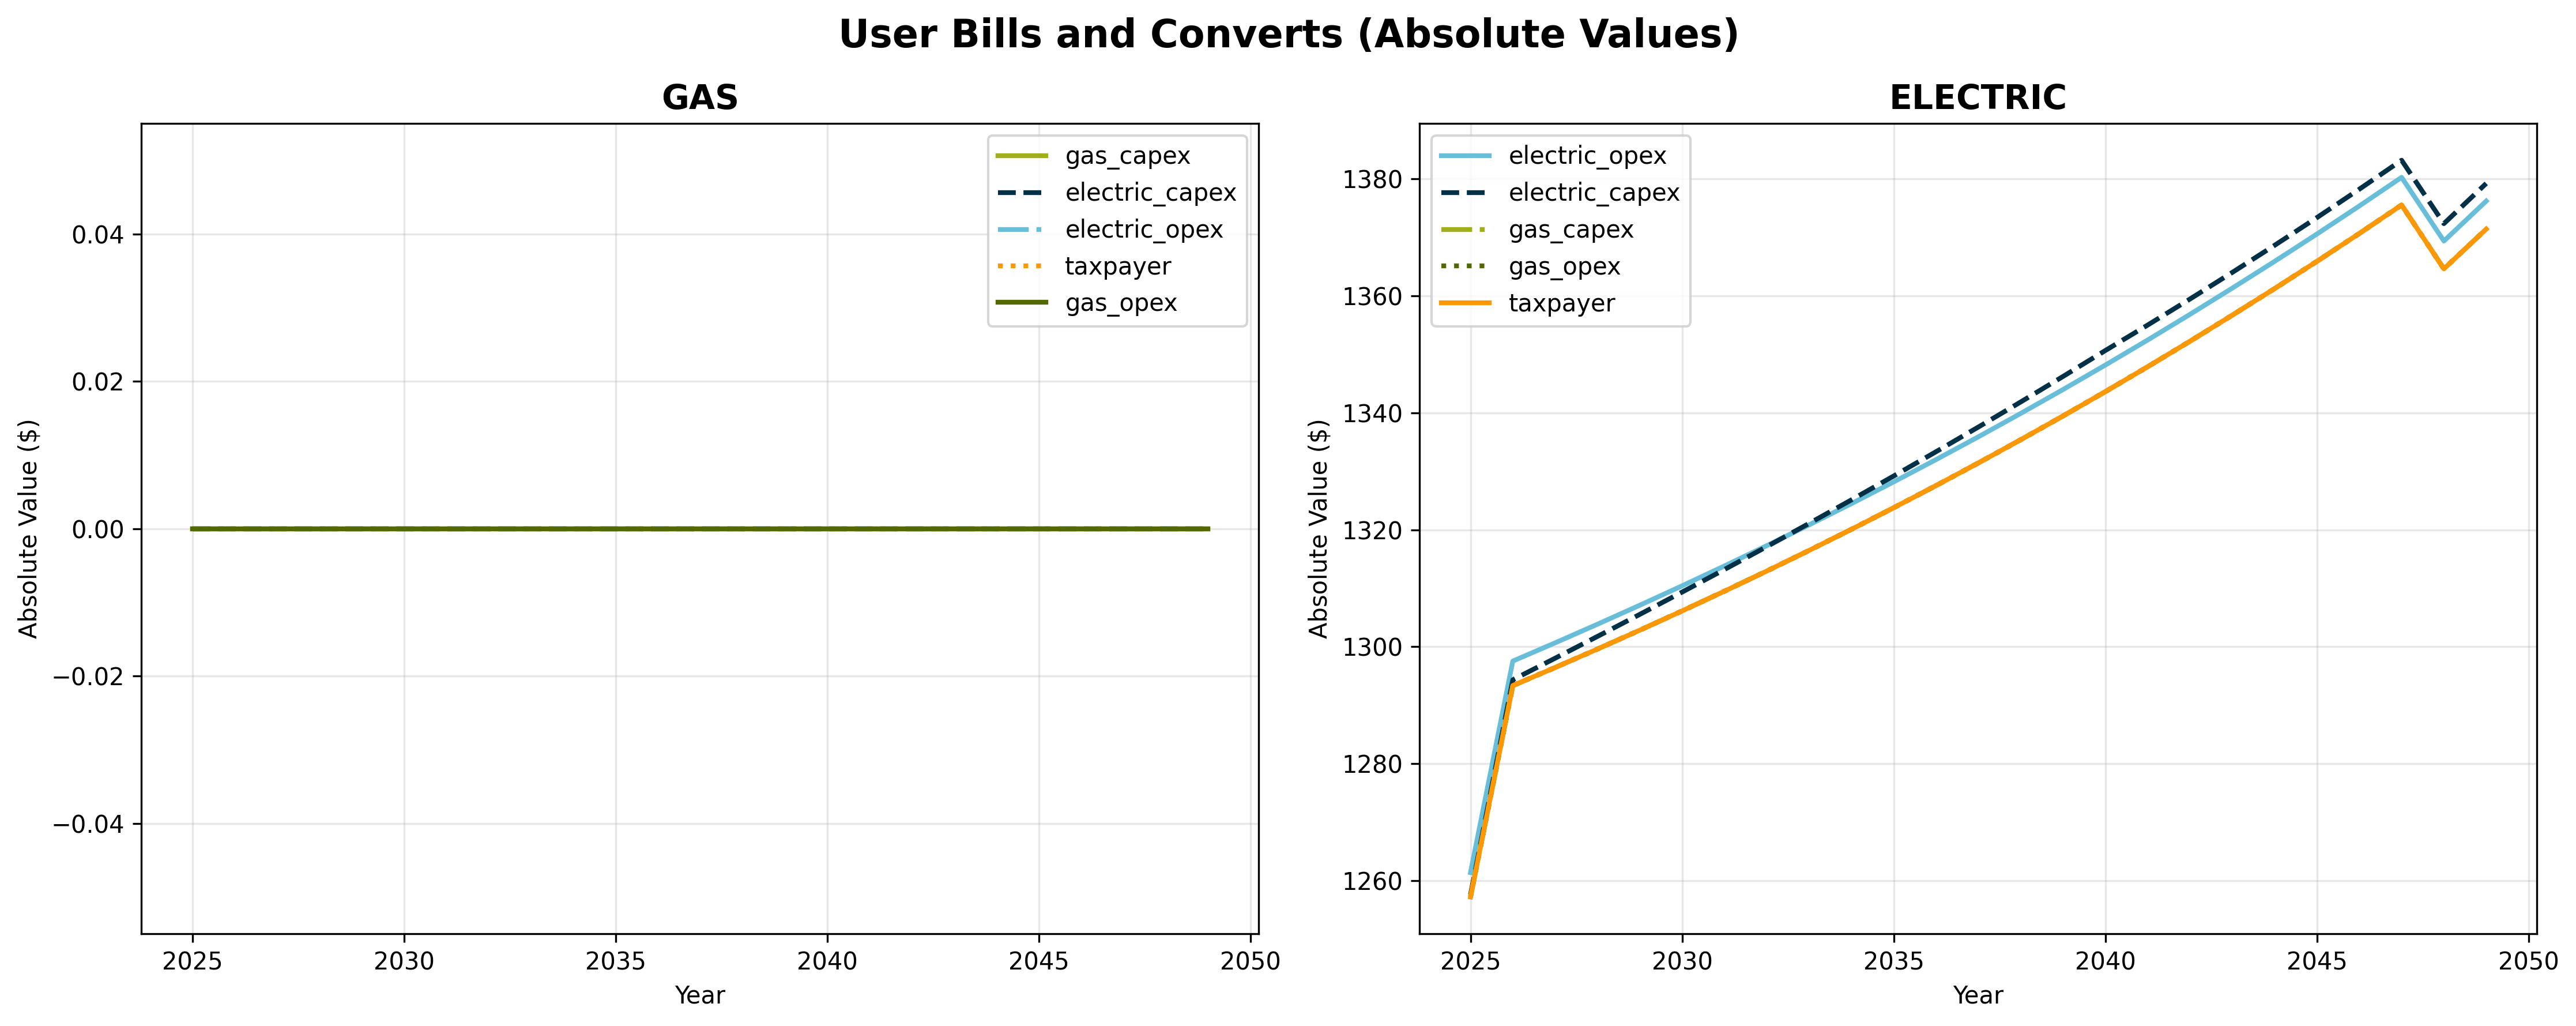 User Bills and Converts (Absolute Values)
GAS
gas_capex
electric_capex
electric_opex
taxpayer
gas_opex
0.04
0.02
0.00
−0.02
−0.04
Absolute Value ($)
2025 2030 2035 2040 2045 2050
Year
ELECTRIC
electric_opex
electric_capex
gas_capex
gas_opex
taxpayer
1380
1360
1340
1320
1300
1280
1260
Absolute Value ($)
2025 2030 2035 2040 2045 2050
Year